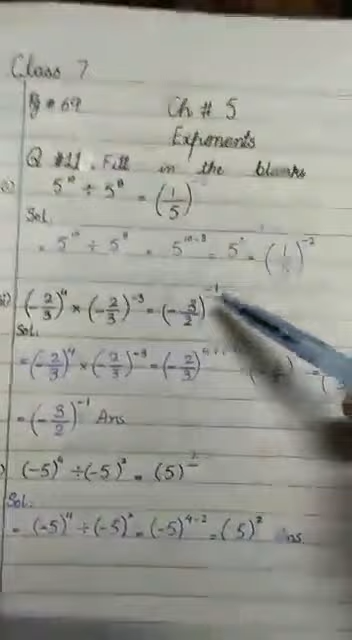 Class 7
Pg # 69 Ch # 5
Exponents
Q #11. Fill in the blanks
5¹⁰ ÷ 5⁸ = (1/5)
Sol.
= 5¹⁰ ÷ 5⁸ = 5¹⁰⁻⁸ = 5² = (1/5)⁻²
(-2/3)⁴ × (-2/3)⁻³ = (-3/2)⁻¹
Sol.
= (-2/3)⁴ × (-2/3)⁻³ = (-2/3)
= (-3/2)⁻¹ Ans
(-5)⁴ ÷ (-5)² = (5)²
Sol.
= (-5)⁴ ÷ (-5)² = (-5)⁴⁻² = (5)² Ans.